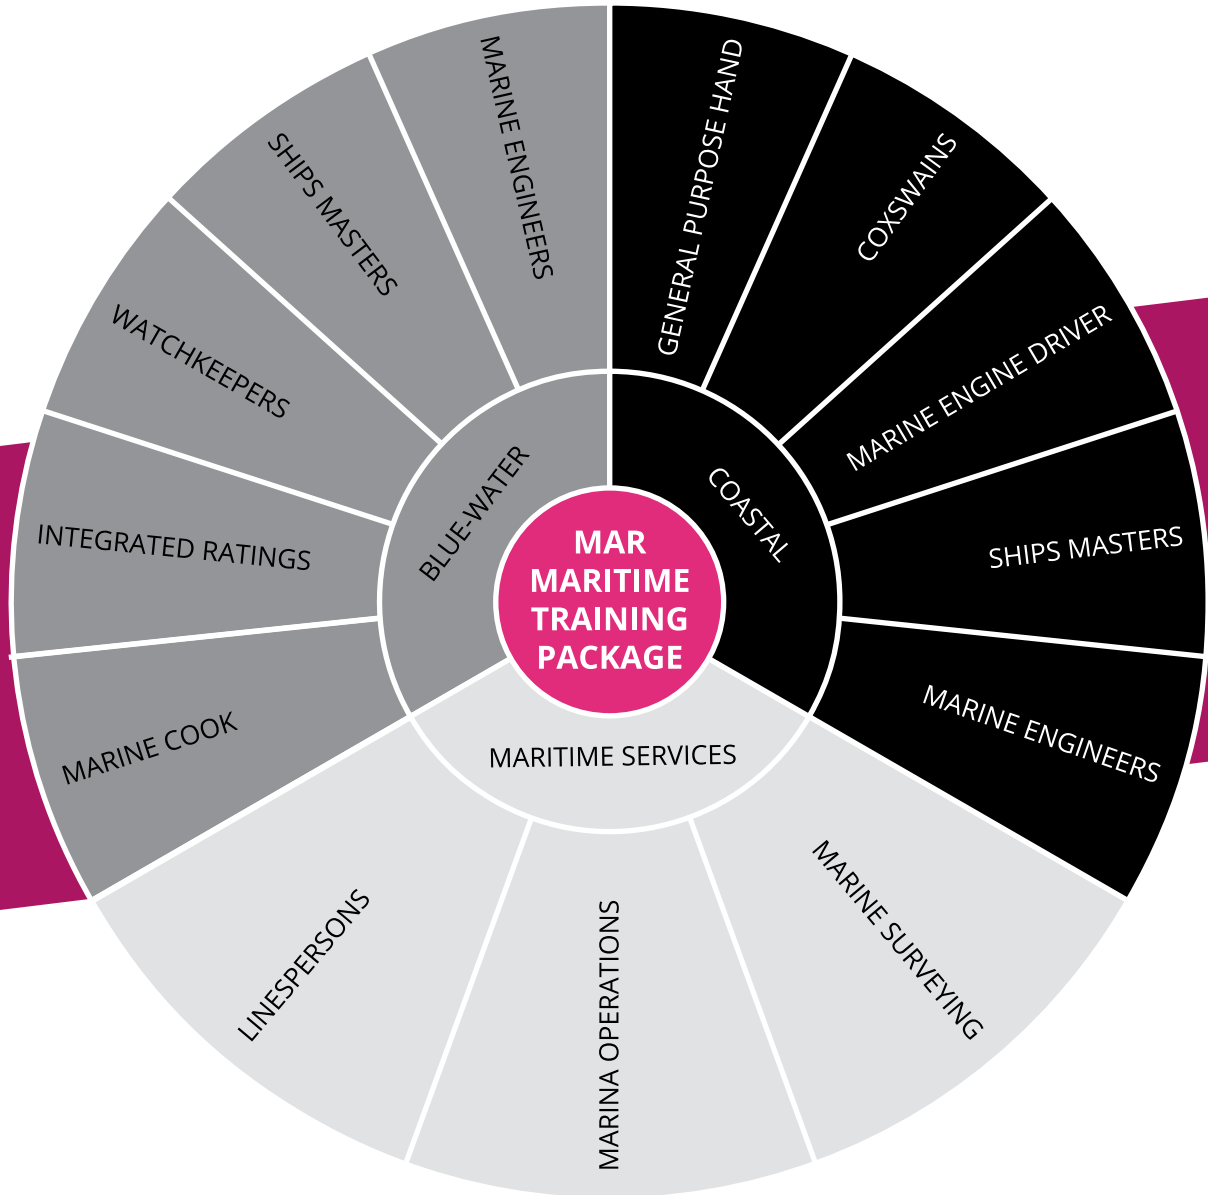 MAR
MARITIME
TRAINING
PACKAGE
COASTAL
GENERAL PURPOSE HAND
COXSWAINS
MARINE ENGINE DRIVER
SHIPS MASTERS
MARINE ENGINEERS
MARITIME SERVICES
MARINE SURVEYING
MARINA OPERATIONS
LINESPERSONS
BLUE-WATER
MARINE COOK
INTEGRATED RATINGS
WATCHKEEPERS
SHIPS MASTERS
MARINE ENGINEERS